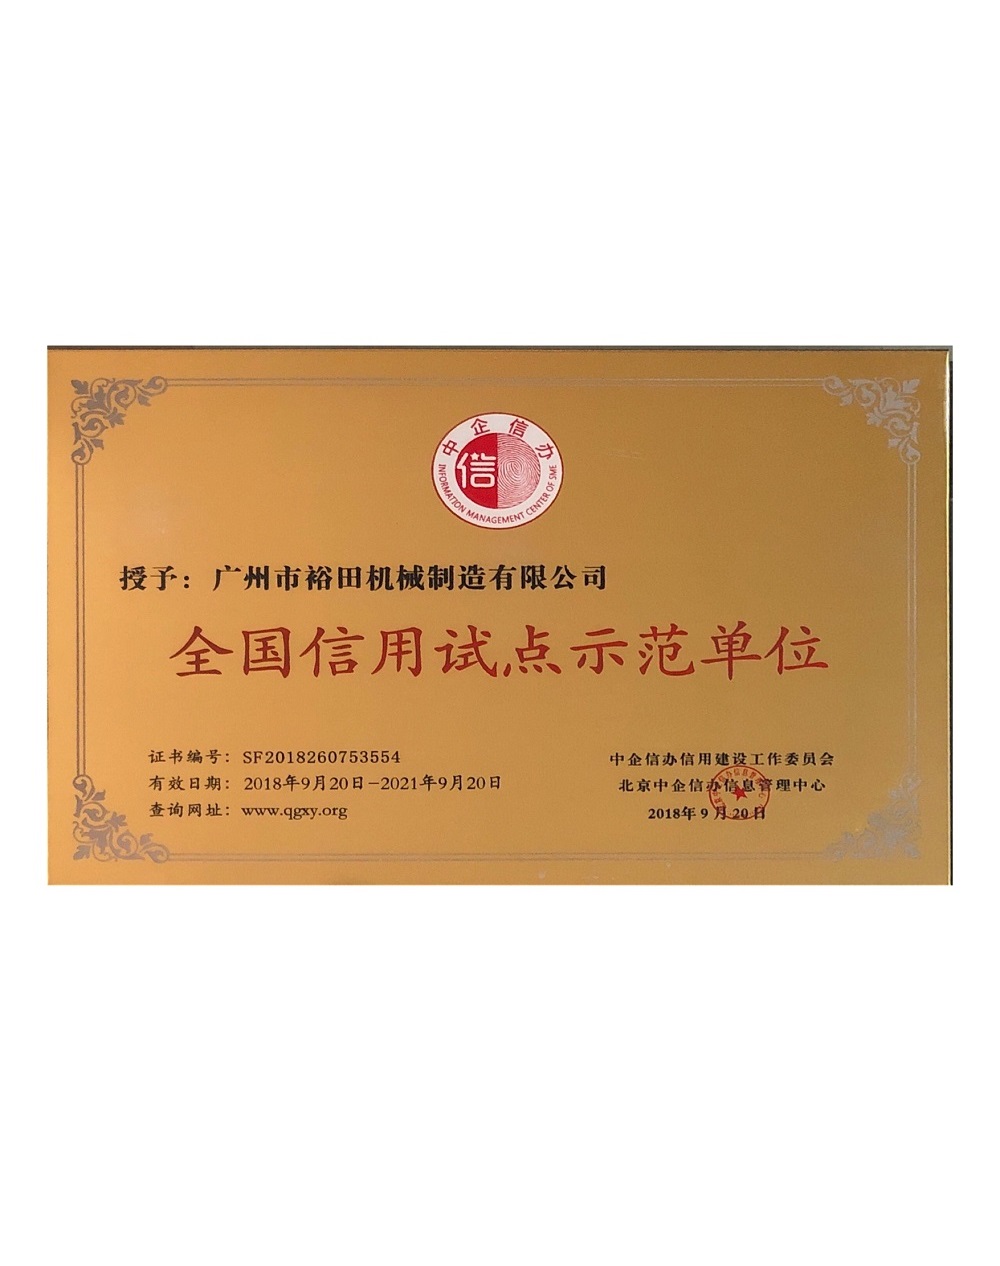 中企信办
信
INFORMATION MANAGEMENT CENTER OF SME
授予：广州市裕田机械制造有限公司
全国信用试点示范单位
证书编号：SF2018260753554
有效日期：2018年9月20日-2021年9月20日
查询网址：www.qgxy.org
中企信办信用建设工作委员会
北京中企信办信息管理中心
2018年9月20日